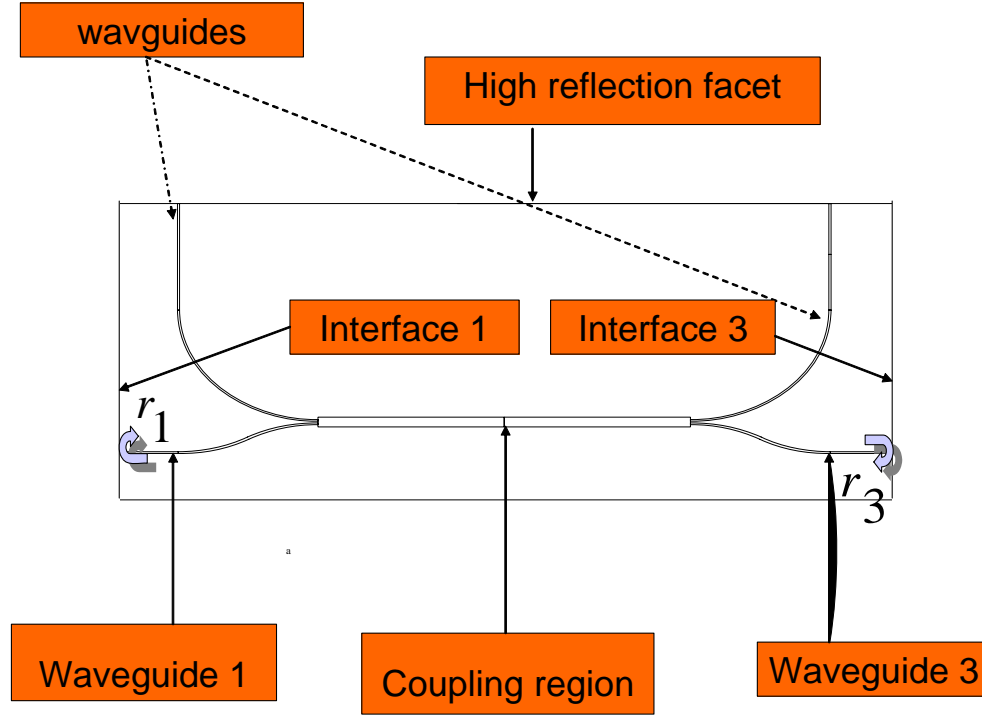 wavguides
High reflection facet
Interface 1
Interface 3
r1
r3
a
Waveguide 1
Coupling region
Waveguide 3